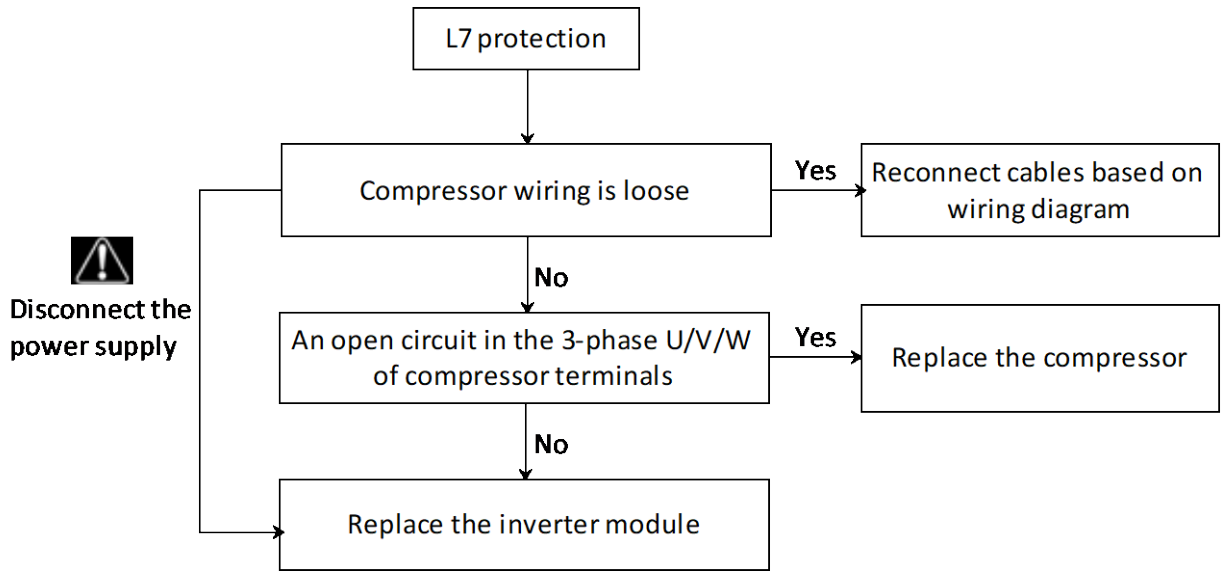 L7 protection
Compressor wiring is loose
Yes
Reconnect cables based on
wiring diagram
Disconnect the
power supply
No
An open circuit in the 3-phase U/V/W
of compressor terminals
Yes
Replace the compressor
No
Replace the inverter module